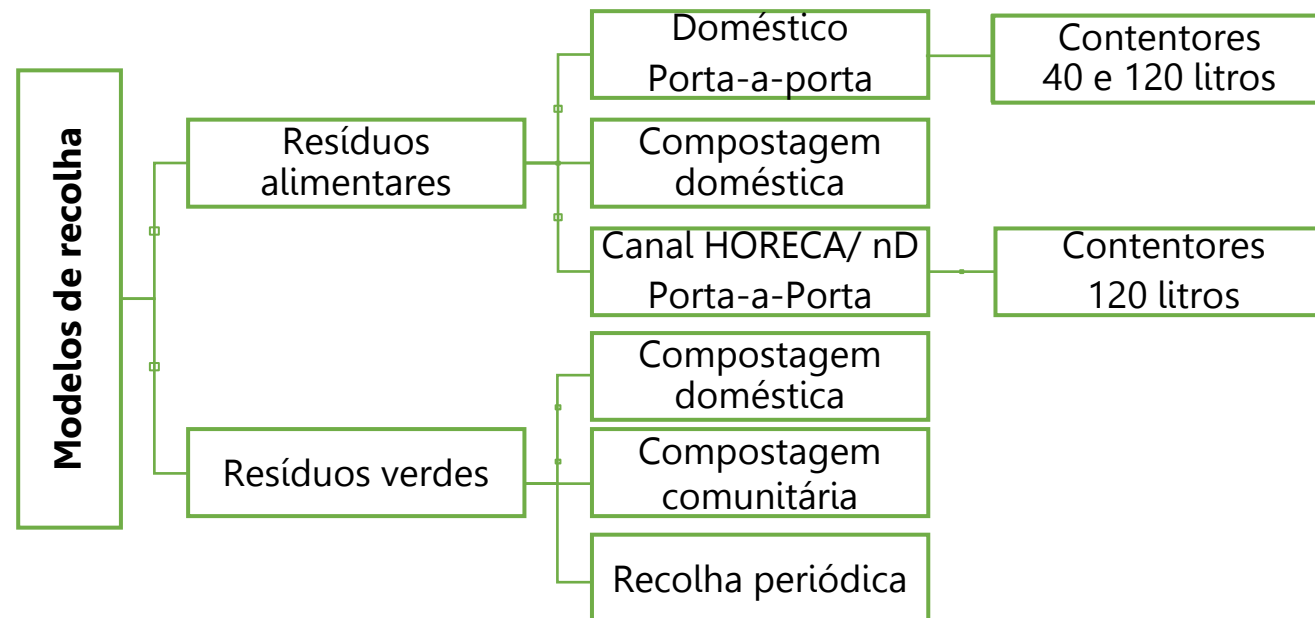 Modelos de recolha
Resíduos
alimentares
Doméstico
Porta-a-porta
Contentores
40 e 120 litros
Compostagem
doméstica
Canal HORECA/ nD
Porta-a-Porta
Contentores
120 litros
Resíduos verdes
Compostagem
doméstica
Compostagem
comunitária
Recolha periódica